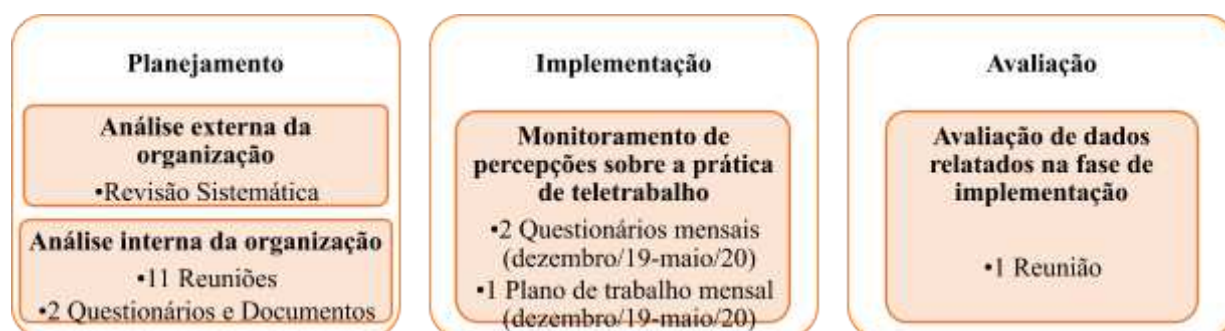 Planejamento
Análise externa da
organização
•Revisão Sistemática
Análise interna da organização
•11 Reuniões
•2 Questionários e Documentos
Implementação
Monitoramento de
percepções sobre a prática
de teletrabalho
•2 Questionários mensais
(dezembro/19-maio/20)
•1 Plano de trabalho mensal
(dezembro/19-maio/20)
Avaliação
Avaliação de dados
relatados na fase de
implementação
•1 Reunião